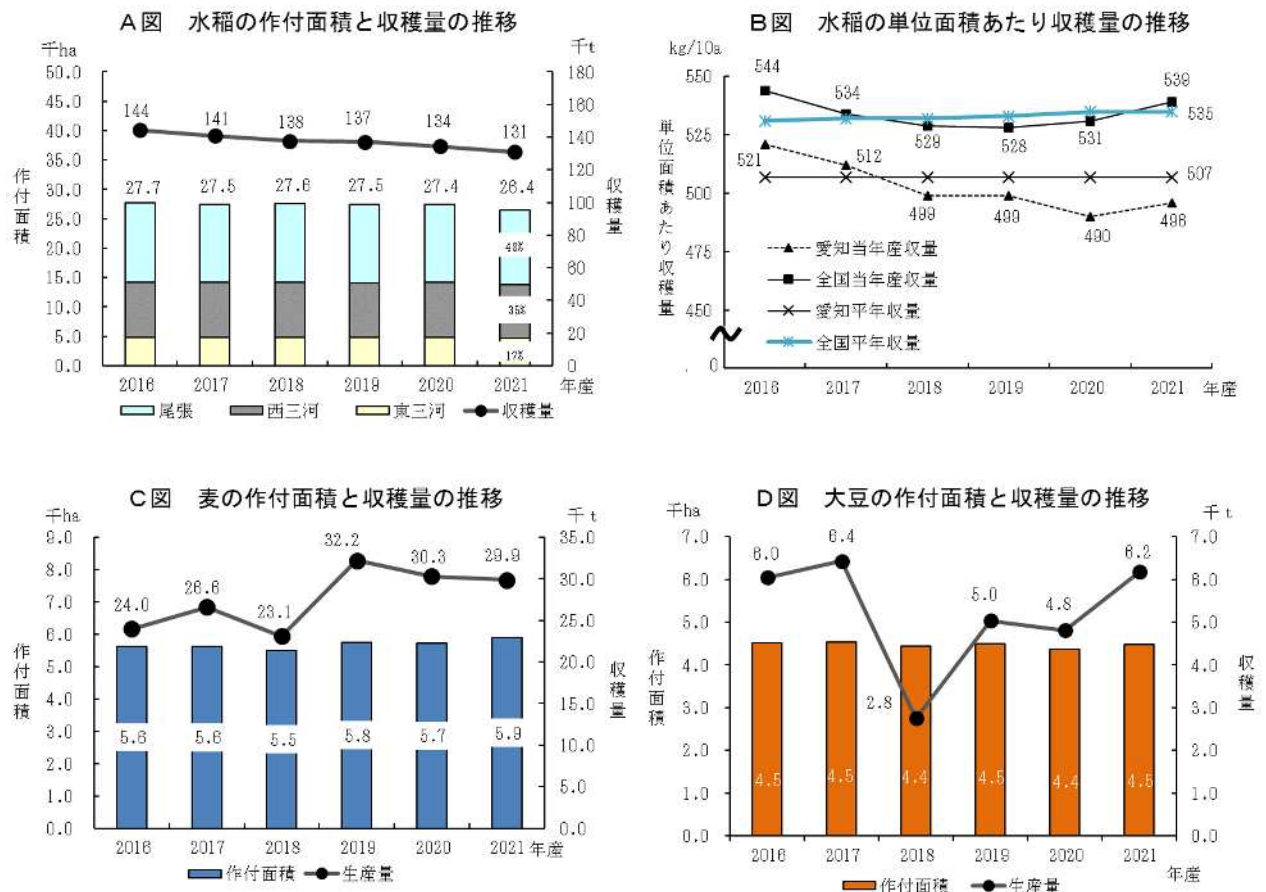 A図 水稲の作付面積と収穫量の推移
千ha
千t
50.0
45.0
40.0
35.0
30.0
25.0
20.0
15.0
10.0
5.0
0.0
作付面積
180
160
140
120
100
80
60
40
20
0
収穫量
144 141 138 137 134 131
27.7 27.5 27.6 27.5 27.4 26.4
48%
35%
17%
2016 2017 2018 2019 2020 2021 年産
尾張 西三河 東三河 収穫量
B図 水稲の単位面積あたり収穫量の推移
kg/10a
550
525
500
475
450
0
単位面積あたり収穫量
544 534 529 528 531 539
535
521 512 499 499 490 496
507
愛知当年産収量
全国当年産収量
愛知平年収量
全国平年収量
2016 2017 2018 2019 2020 2021 年産
C図 麦の作付面積と収穫量の推移
千ha
千t
9.0
8.0
7.0
6.0
5.0
4.0
3.0
2.0
1.0
0.0
作付面積
35.0
30.0
25.0
20.0
15.0
10.0
5.0
0.0
収穫量
24.0 26.6 23.1 32.2 30.3 29.9
5.6 5.6 5.5 5.8 5.7 5.9
2016 2017 2018 2019 2020 2021 年産
作付面積 生産量
D図 大豆の作付面積と収穫量の推移
千ha
千t
7.0
6.0
5.0
4.0
3.0
2.0
1.0
0.0
作付面積
7.0
6.0
5.0
4.0
3.0
2.0
1.0
0.0
収穫量
6.0 6.4 2.8 5.0 4.8 6.2
4.5 4.5 4.4 4.5 4.4 4.5
2016 2017 2018 2019 2020 2021 年産
作付面積 生産量